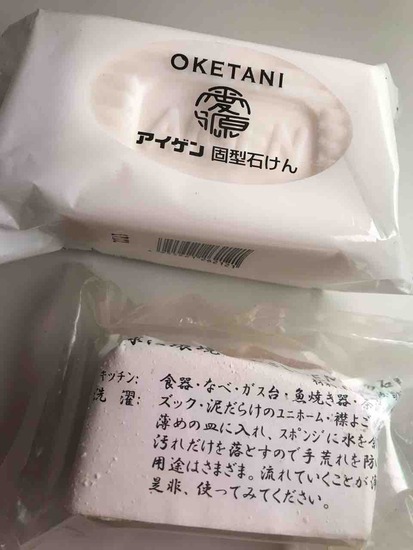 OKETANI
愛源
アイゲン 固型石けん
キッチン: 食器・なべ・ガス台・魚焼き器・
洗 濯: ズック・泥だらけのユニホーム・襟よご
薄めの皿に入れ、スポンジに水を含
汚れだけを落とすので手荒れを防
用途はさまざま。流れていくことが
是非、使ってみてください。